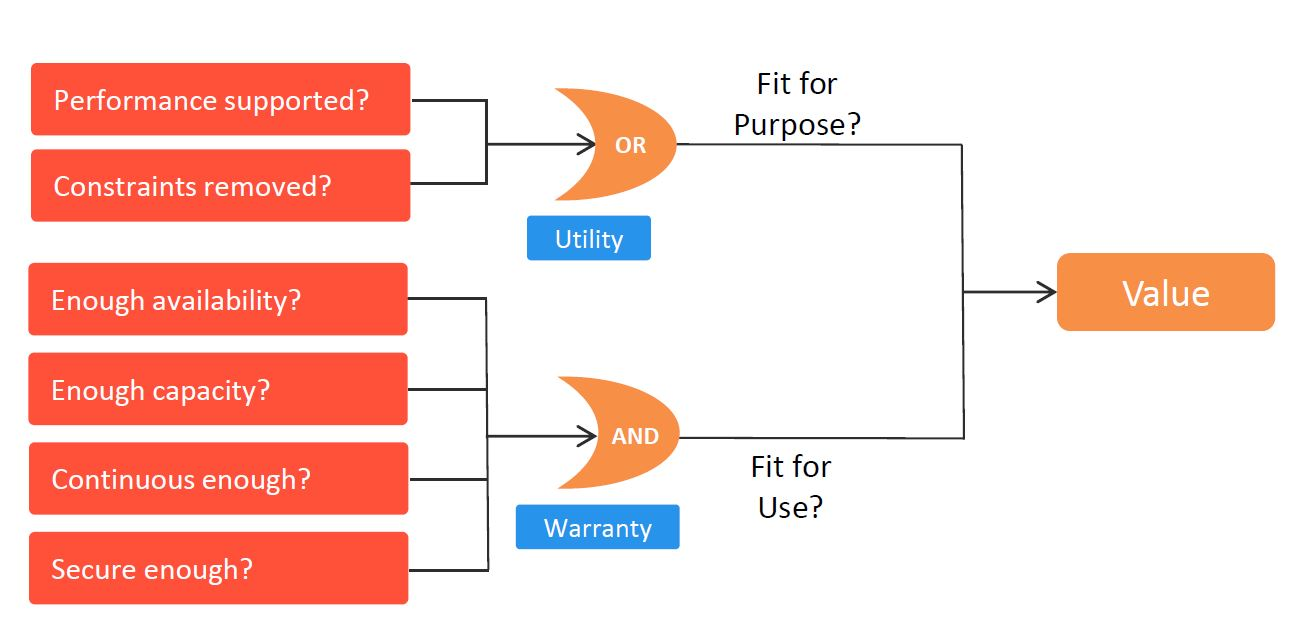 Performance supported?
Constraints removed?
OR
Utility
Fit for
Purpose?
Enough availability?
Enough capacity?
Continuous enough?
Secure enough?
AND
Warranty
Fit for
Use?
Value